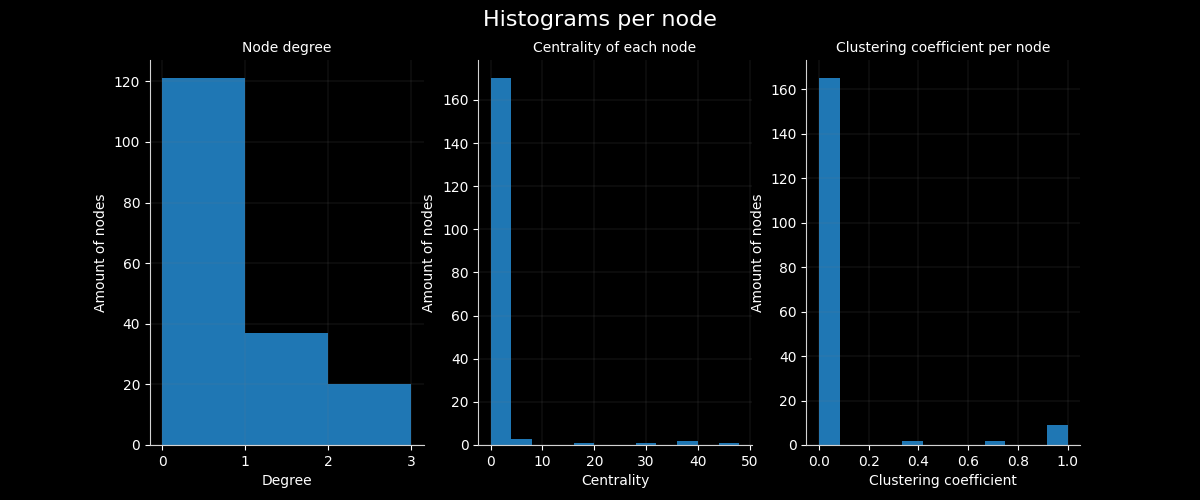 Histograms per node
Node degree
Amount of nodes
120
100
80
60
40
20
0
0 1 2 3
Degree
Centrality of each node
Amount of nodes
160
140
120
100
80
60
40
20
0
0 10 20 30 40 50
Centrality
Clustering coefficient per node
Amount of nodes
160
140
120
100
80
60
40
20
0
0.0 0.2 0.4 0.6 0.8 1.0
Clustering coefficient